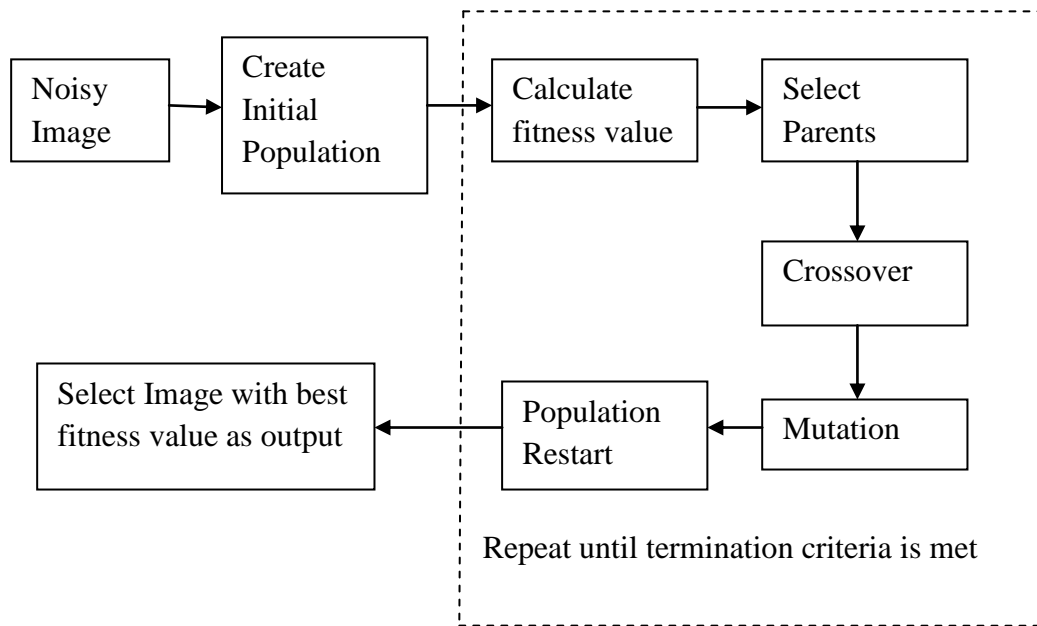 Noisy
Image
Create
Initial
Population
Calculate
fitness value
Select
Parents
Crossover
Mutation
Population
Restart
Select Image with best
fitness value as output
Repeat until termination criteria is met